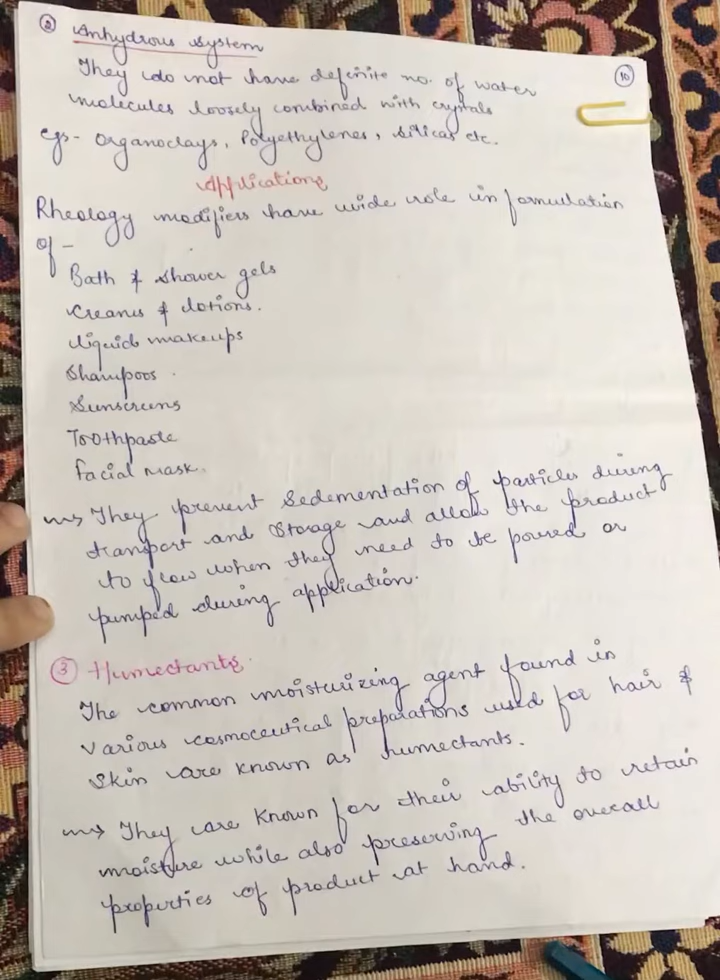 ② Anhydrous System
10
They do not have definite no. of water
molecules loosely combined with crystals
egs- Organoclays, Polyethylenes, Silicas etc.
Applications
Rheology modifiers have wide role in formulation
of -
Bath & Shower gels
Creams & lotions.
Liquid makeups
Shampoos.
Sunscreens
Toothpaste
Facial mask.
They prevent Sedementation of particles during
transport and storage and allow the product
to flow when they need to be poured or
pumped during application.
③ Humectants.
The common moisturizing agent found in
various cosmoceutical preparations used for hair &
skin are known as humectants.
They are known for their ability to retain
moisture while also preserving the overall
properties of product at hand.